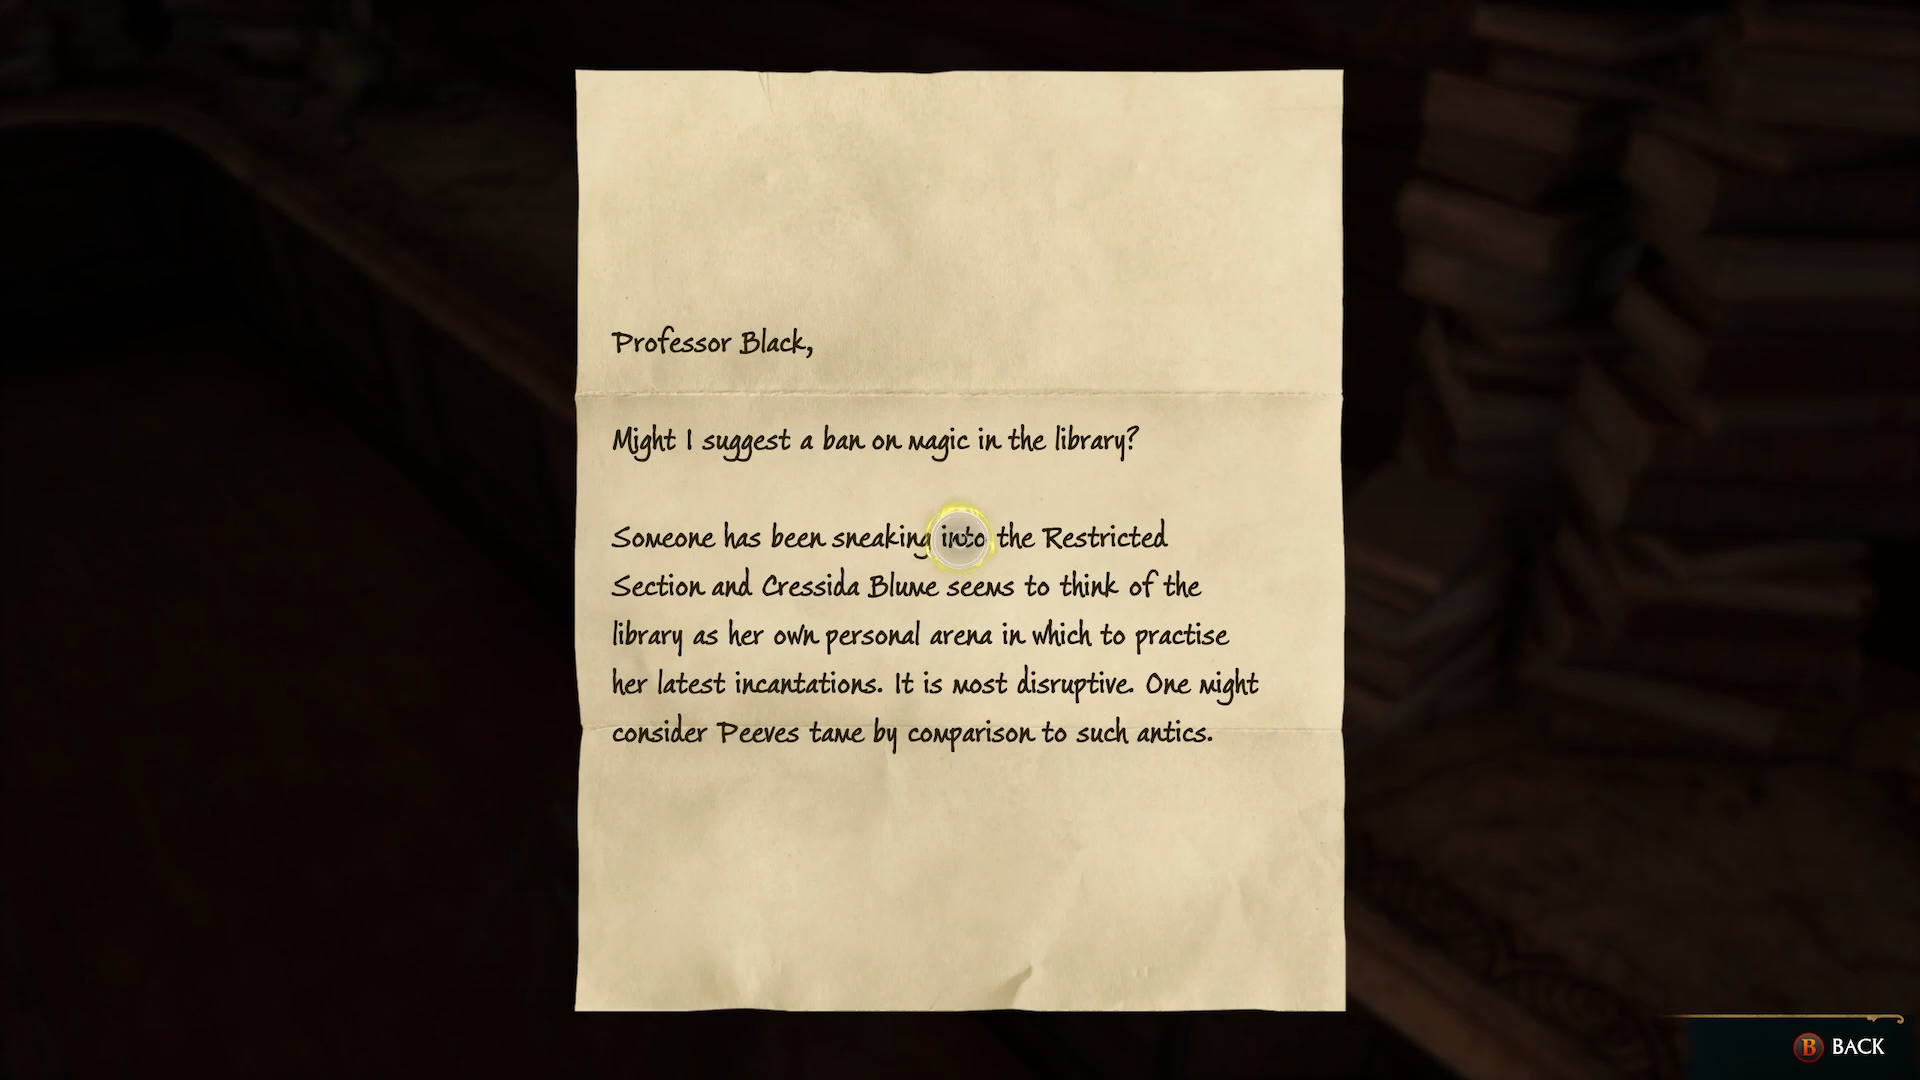 Professor Black,
Might I suggest a ban on magic in the library?
Someone has been sneaking into the Restricted
Section and Cressida Blume seems to think of the
library as her own personal arena in which to practise
her latest incantations. It is most disruptive. One might
consider Peeves tame by comparison to such antics.
B BACK